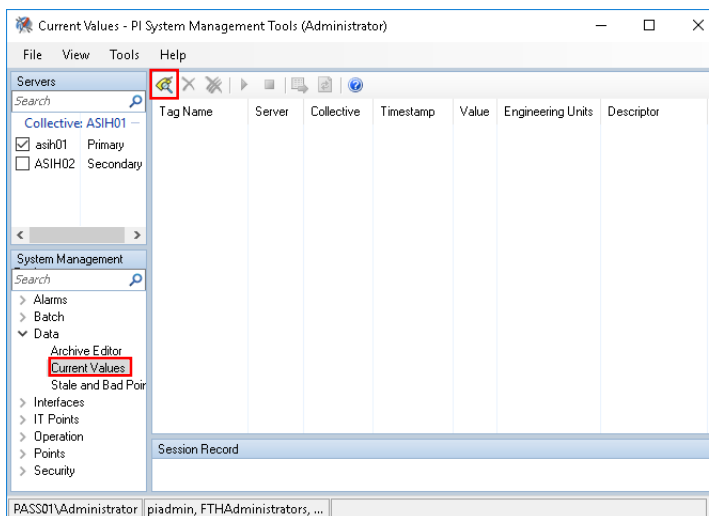 Current Values - PI System Management Tools (Administrator)
File View Tools Help
Servers
Search
Collective: ASIH01
asih01 Primary
ASIH02 Secondary
Tag Name Server Collective Timestamp Value Engineering Units Descriptor
System Management
Search
Alarms
Batch
Data
Archive Editor
Current Values
Stale and Bad Poin
Interfaces
IT Points
Operation
Points
Security
Session Record
PASS01\Administrator piadmin, FTHAdministrators, ...